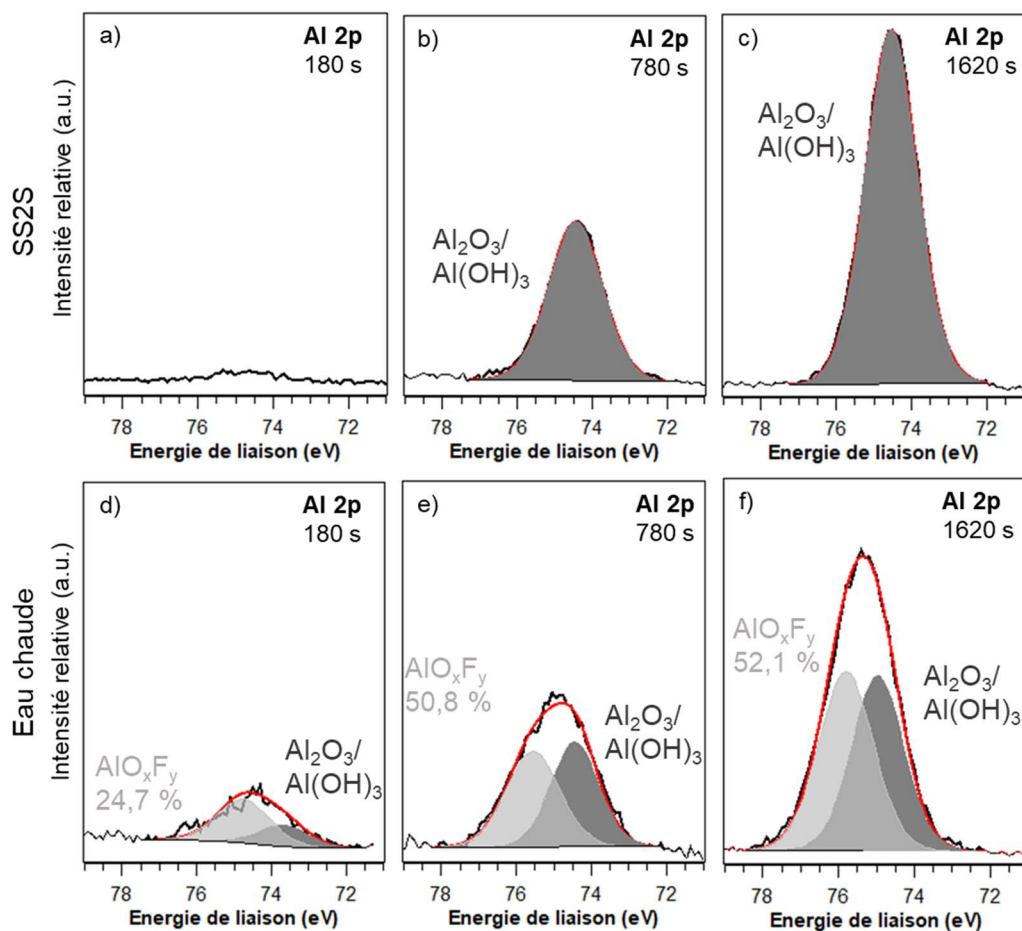 SS2S
Intensité relative (a.u.)
a)
Al 2p
180 s
78 76 74 72
Energie de liaison (eV)
b)
Al 2p
780 s
Al₂O₃/
Al(OH)₃
78 76 74 72
Energie de liaison (eV)
c)
Al 2p
1620 s
Al₂O₃/
Al(OH)₃
78 76 74 72
Energie de liaison (eV)
Eau chaude
Intensité relative (a.u.)
d)
Al 2p
180 s
AlOₓFᵧ
24,7 %
Al₂O₃/
Al(OH)₃
78 76 74 72
Energie de liaison (eV)
e)
Al 2p
780 s
AlOₓFᵧ
50,8 %
Al₂O₃/
Al(OH)₃
78 76 74 72
Energie de liaison (eV)
f)
Al 2p
1620 s
AlOₓFᵧ
52,1 %
Al₂O₃/
Al(OH)₃
78 76 74 72
Energie de liaison (eV)